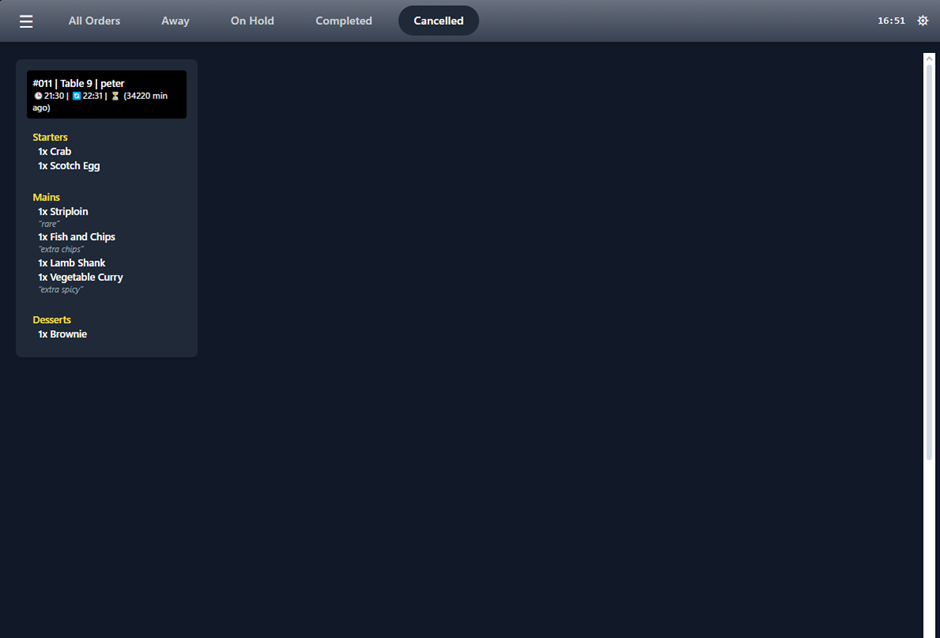 All Orders Away On Hold Completed Cancelled 16:51
#011 | Table 9 | peter
21:30 | 22:31 | (34220 min
ago)
Starters
1x Crab
1x Scotch Egg
Mains
1x Striploin
"rare"
1x Fish and Chips
"extra chips"
1x Lamb Shank
1x Vegetable Curry
"extra spicy"
Desserts
1x Brownie